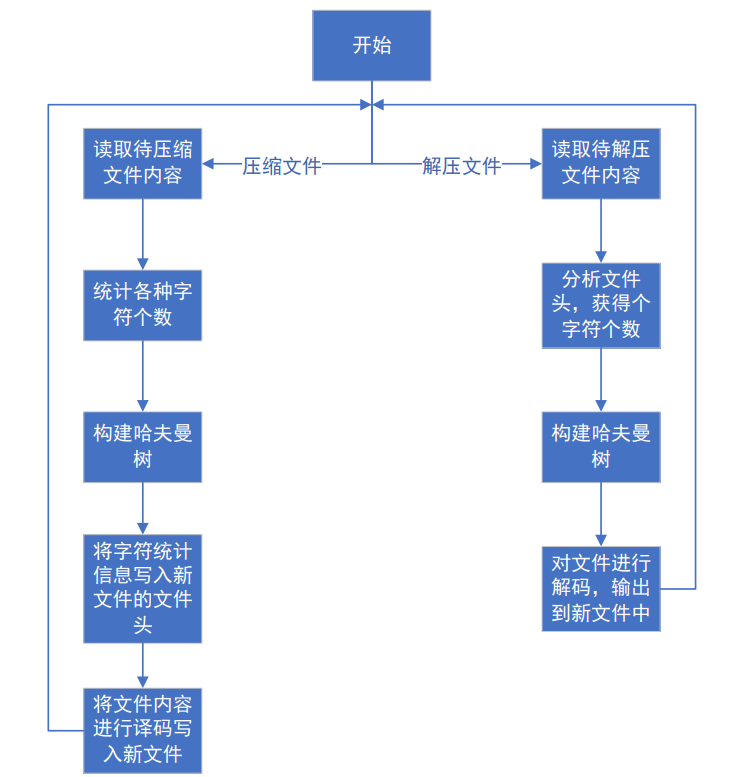 开始
压缩文件
解压文件
读取待压缩
文件内容
统计各种字
符个数
构建哈夫曼
树
将字符统计
信息写入新
文件的文件
头
将文件内容
进行译码写
入新文件
读取待解压
文件内容
分析文件
头，获得个
字符个数
构建哈夫曼
树
对文件进行
解码，输出
到新文件中